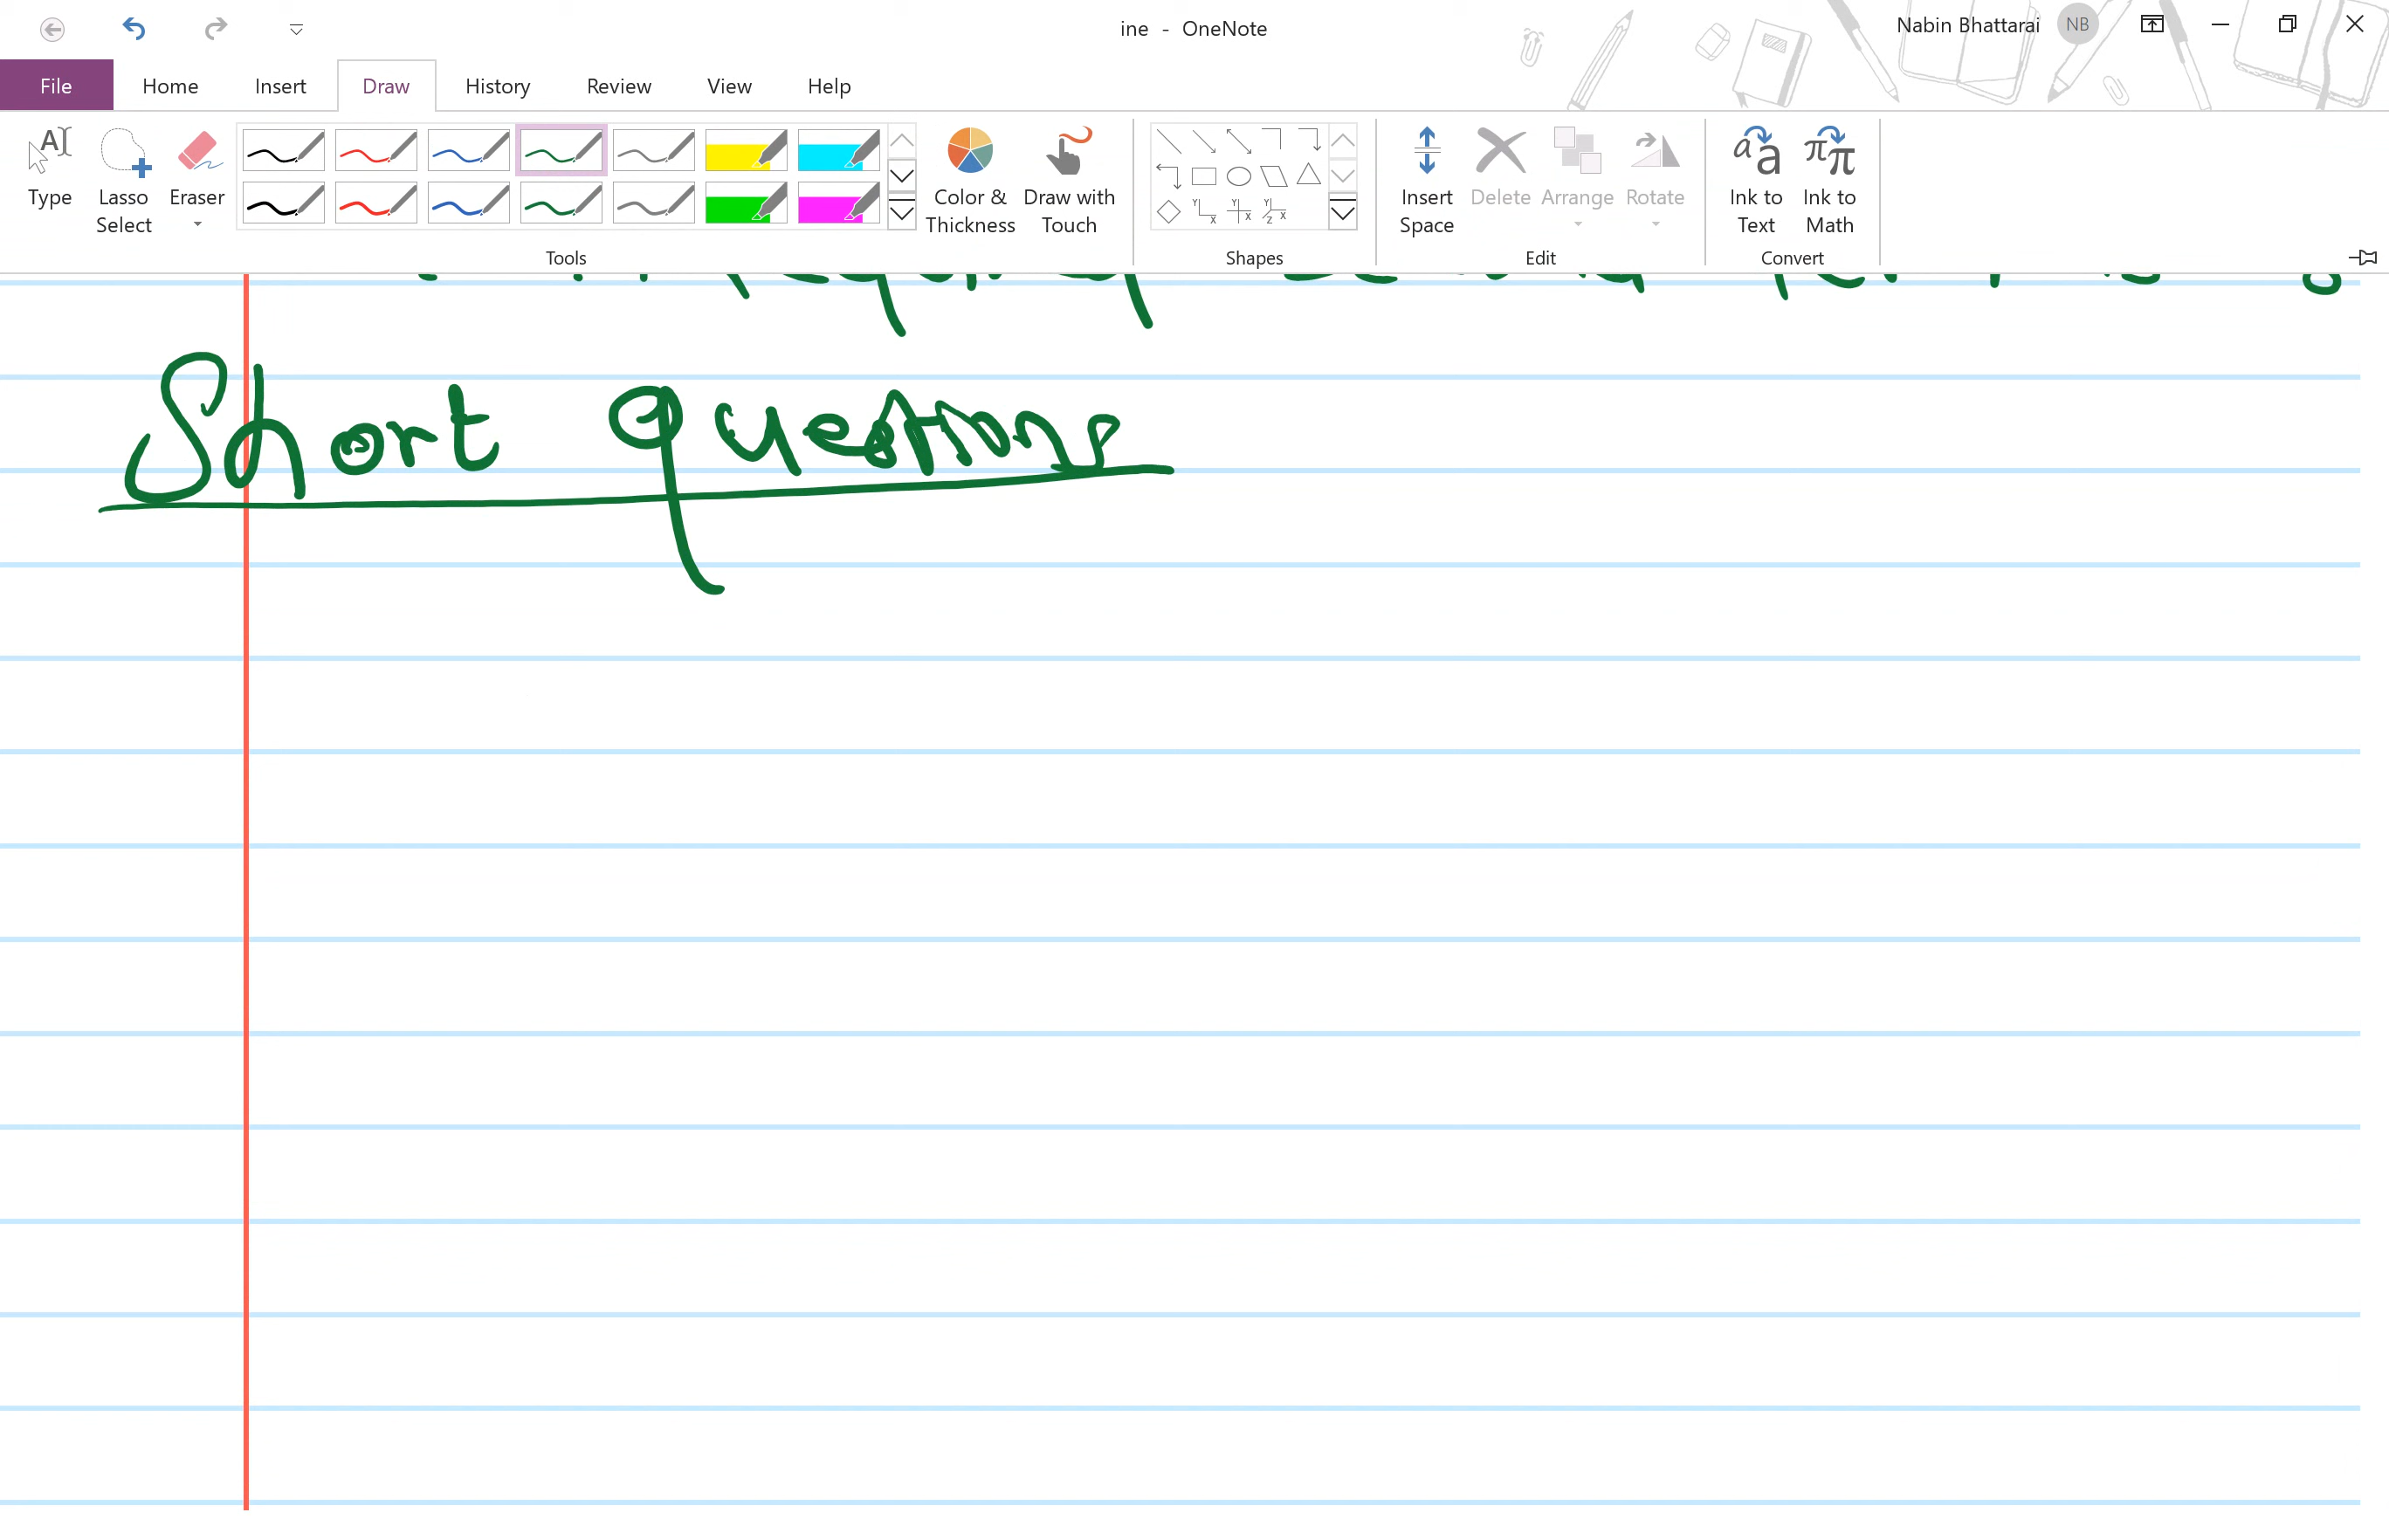 ine - OneNote
Nabin Bhattarai NB
File Home Insert Draw History Review View Help
Type Lasso Select Eraser Color & Thickness Draw with Touch Insert Space Delete Arrange Rotate Ink to Text Ink to Math
Tools Shapes Edit Convert
Short Questions